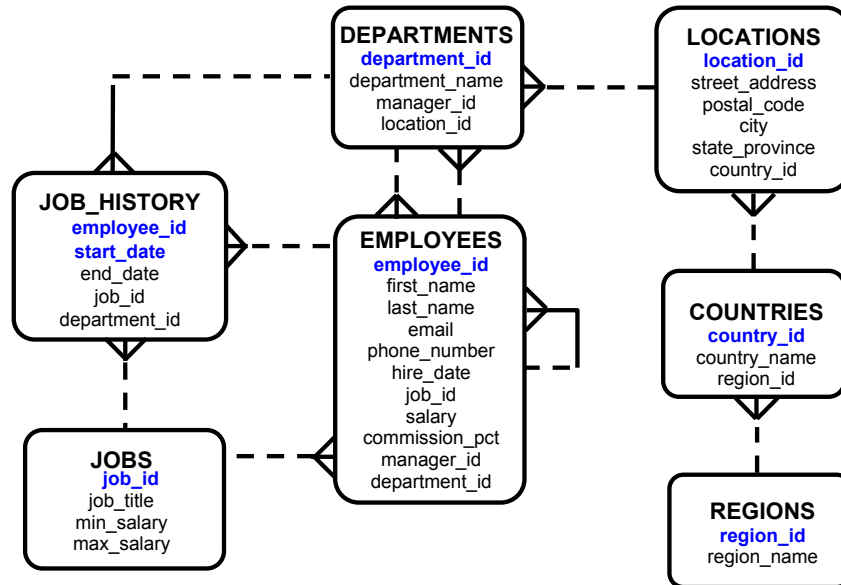 DEPARTMENTS
department_id
department_name
manager_id
location_id
LOCATIONS
location_id
street_address
postal_code
city
state_province
country_id
JOB_HISTORY
employee_id
start_date
end_date
job_id
department_id
EMPLOYEES
employee_id
first_name
last_name
email
phone_number
hire_date
job_id
salary
commission_pct
manager_id
department_id
COUNTRIES
country_id
country_name
region_id
JOBS
job_id
job_title
min_salary
max_salary
REGIONS
region_id
region_name